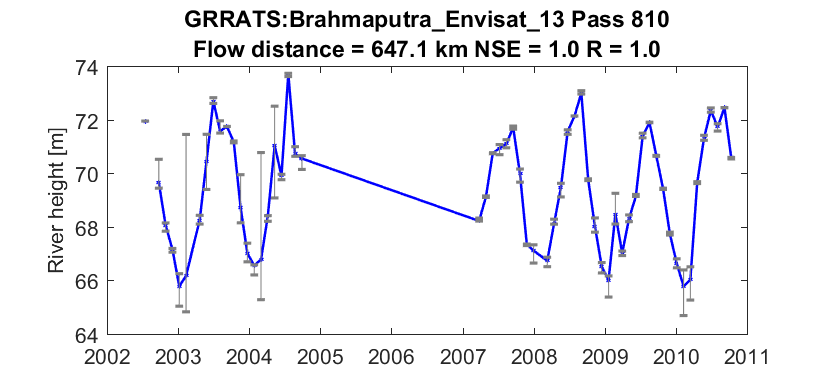 GRRATS:Brahmaputra_Envisat_13 Pass 810
Flow distance = 647.1 km NSE = 1.0 R = 1.0
River height [m]
74
72
70
68
66
64
2002 2003 2004 2005 2006 2007 2008 2009 2010 2011